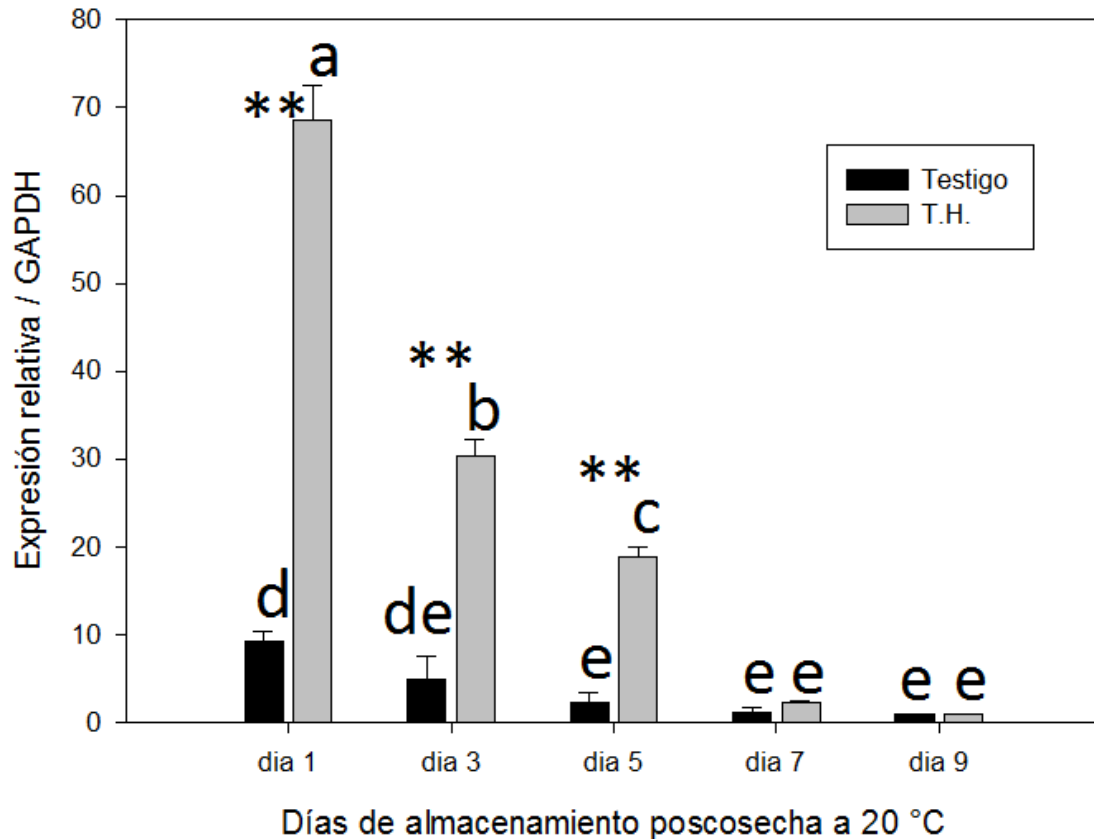 Expresión relativa / GAPDH
80
70
60
50
40
30
20
10
0
a
**
** b
** c
d
de
e
e e
e e
Testigo
T.H.
dia 1 dia 3 dia 5 dia 7 dia 9
Días de almacenamiento poscosecha a 20 °C